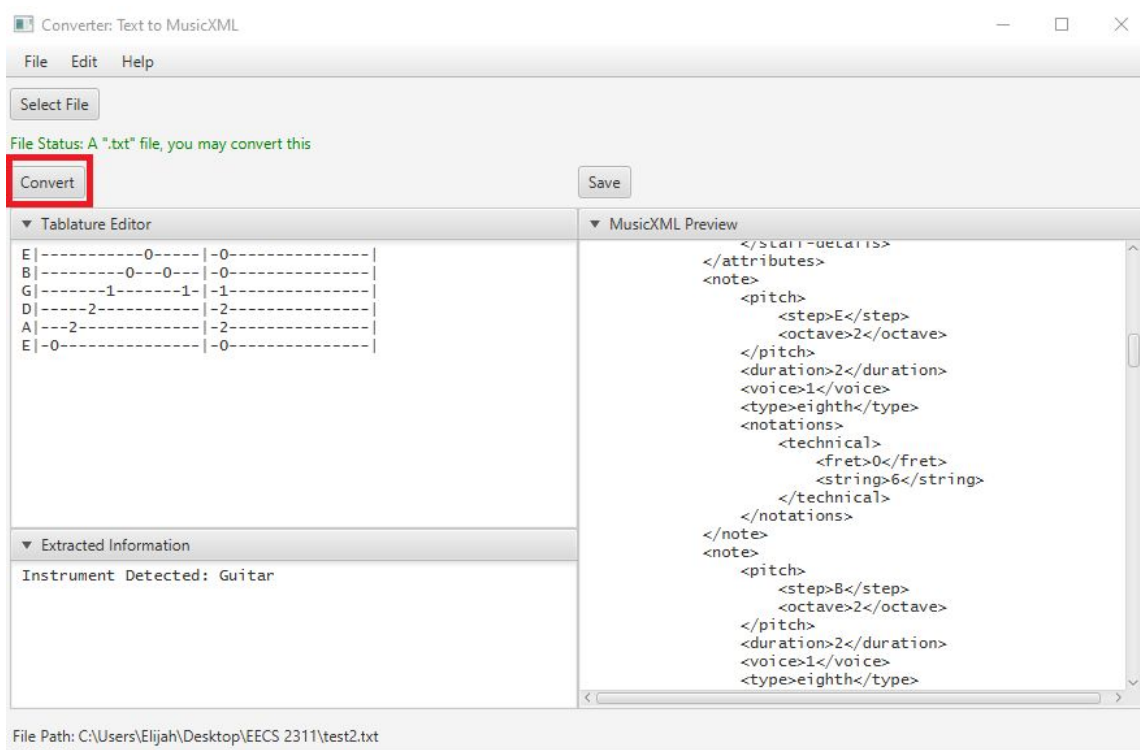 Converter: Text to MusicXML
File Edit Help
Select File
File Status: A ".txt" file, you may convert this
Convert
Save
Tablature Editor
E|-----------0-----|-0---------------|
B|---------0---0---|-0---------------|
G|-------1-------1-|-1---------------|
D|-----2-----------|-2---------------|
A|---2-------------|-2---------------|
E|-0---------------|-0---------------|
Extracted Information
Instrument Detected: Guitar
MusicXML Preview
</staff-details>
</attributes>
<note>
<pitch>
<step>E</step>
<octave>2</octave>
</pitch>
<duration>2</duration>
<voice>1</voice>
<type>eighth</type>
<notations>
<technical>
<fret>0</fret>
<string>6</string>
</technical>
</notations>
</note>
<note>
<pitch>
<step>B</step>
<octave>2</octave>
</pitch>
<duration>2</duration>
<voice>1</voice>
<type>eighth</type>
File Path: C:\Users\Elijah\Desktop\EECS 2311\test2.txt